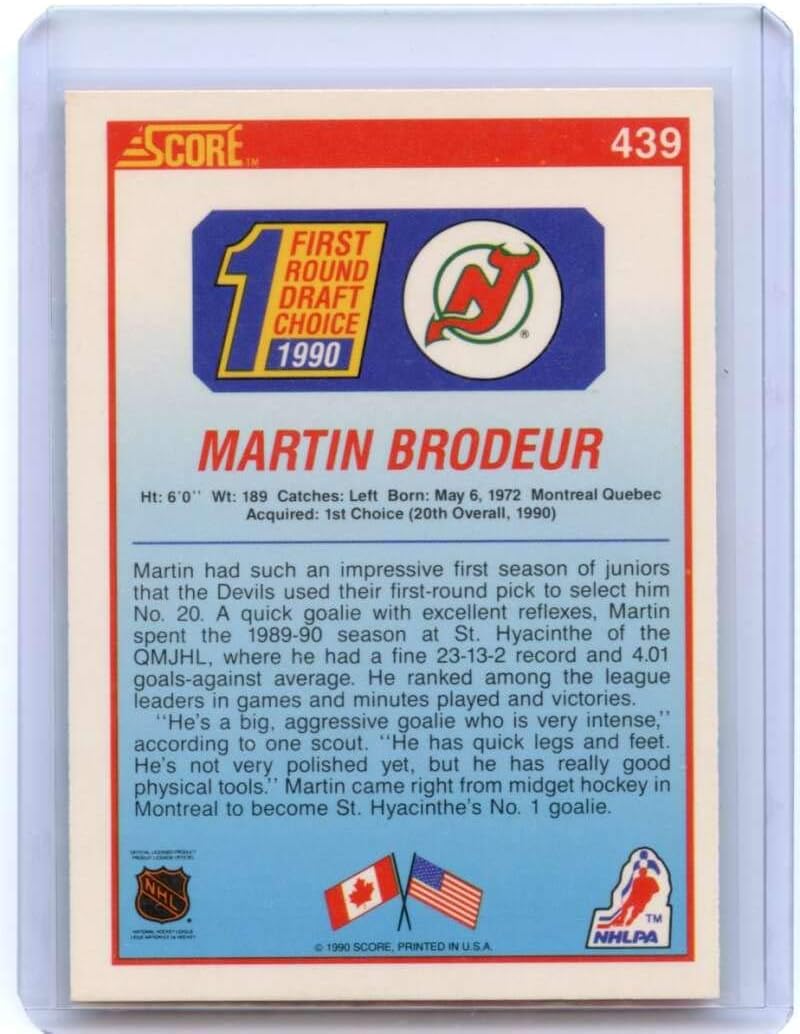 SCORE™ 439
1 FIRST
ROUND
DRAFT
CHOICE
1990
NJ ®
MARTIN BRODEUR
Ht: 6'0'' Wt: 189 Catches: Left Born: May 6, 1972 Montreal Quebec
Acquired: 1st Choice (20th Overall, 1990)
Martin had such an impressive first season of juniors
that the Devils used their first-round pick to select him
No. 20. A quick goalie with excellent reflexes, Martin
spent the 1989-90 season at St. Hyacinthe of the
QMJHL, where he had a fine 23-13-2 record and 4.01
goals-against average. He ranked among the league
leaders in games and minutes played and victories.
''He's a big, aggressive goalie who is very intense,''
according to one scout. ''He has quick legs and feet.
He's not very polished yet, but he has really good
physical tools.'' Martin came right from midget hockey in
Montreal to become St. Hyacinthe's No. 1 goalie.
NHL
TM
NHLPA
© 1990 SCORE, PRINTED IN U.S.A.